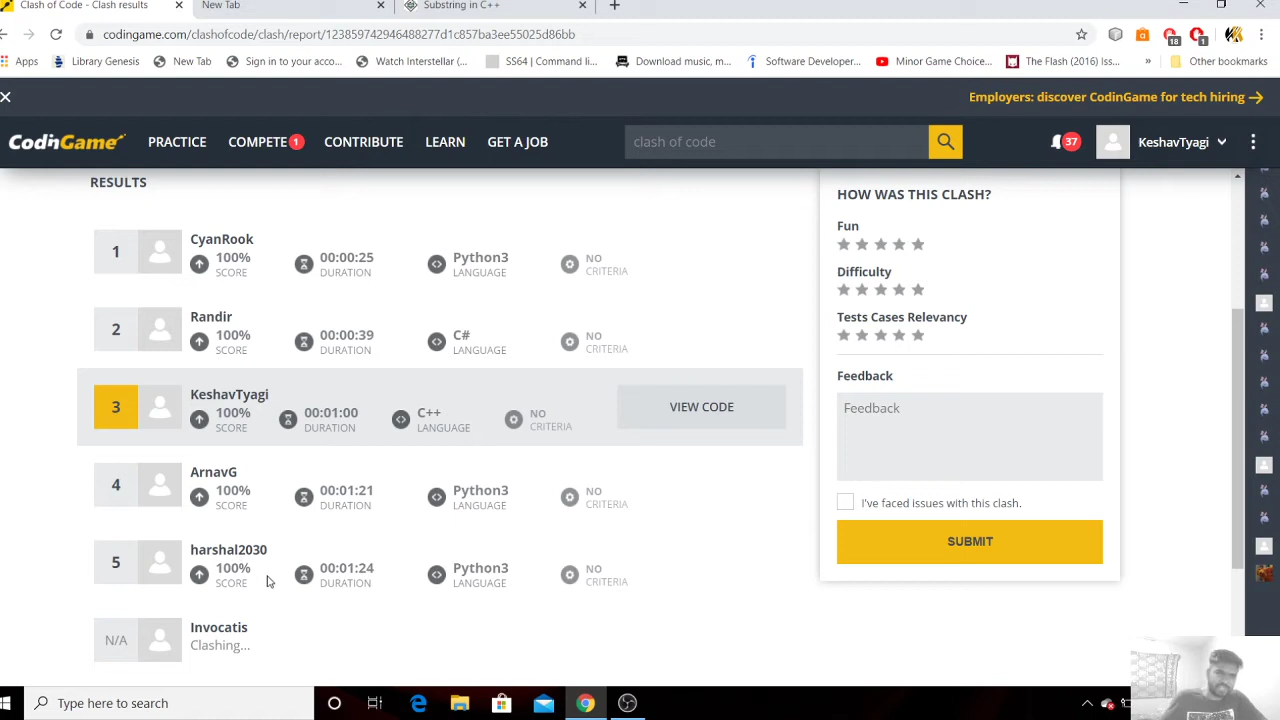 Clash of Code - Clash results
New Tab
Substring in C++
codingame.com/clashofcode/clash/report/123859742946488277d1c857ba3ee55025d86bb
18
1
Apps
Library Genesis
New Tab
Sign in to your acco...
Watch Interstellar (...
SS64 | Command li...
Download music, m...
Software Developer...
Minor Game Choice...
The Flash (2016) Iss...
»
Other bookmarks
Employers: discover CodinGame for tech hiring
CODINGAME
PRACTICE
COMPETE 1
CONTRIBUTE
LEARN
GET A JOB
clash of code
37
KeshavTyagi
RESULTS
1
CyanRook
100%
SCORE
00:00:25
DURATION
Python3
LANGUAGE
NO
CRITERIA
2
Randir
100%
SCORE
00:00:39
DURATION
C#
LANGUAGE
NO
CRITERIA
3
KeshavTyagi
100%
SCORE
00:01:00
DURATION
C++
LANGUAGE
NO
CRITERIA
VIEW CODE
4
ArnavG
100%
SCORE
00:01:21
DURATION
Python3
LANGUAGE
NO
CRITERIA
5
harshal2030
100%
SCORE
00:01:24
DURATION
Python3
LANGUAGE
NO
CRITERIA
N/A
Invocatis
Clashing...
HOW WAS THIS CLASH?
Fun
Difficulty
Tests Cases Relevancy
Feedback
Feedback
I've faced issues with this clash.
SUBMIT
Type here to search